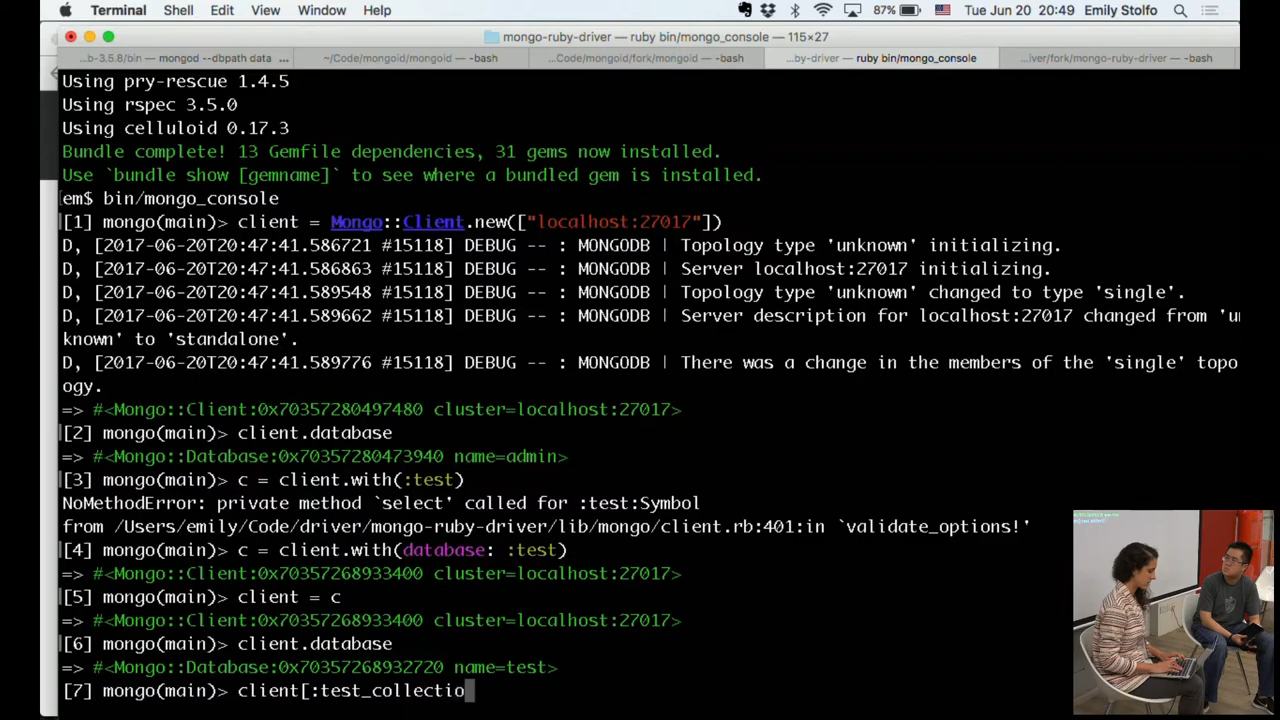 Terminal Shell Edit View Window Help 87% Tue Jun 20 20:49 Emily Stolfo
mongo-ruby-driver — ruby bin/mongo_console — 115×27
b-3.5.8/bin — mongod --dbpath data ... ~/Code/mongoid/mongoid — -bash ...Code/mongoid/fork/mongoid — -bash ...by-driver — ruby bin/mongo_console ...iver/fork/mongo-ruby-driver — -bash
Using pry-rescue 1.4.5
Using rspec 3.5.0
Using celluloid 0.17.3
Bundle complete! 13 Gemfile dependencies, 31 gems now installed.
Use `bundle show [gemname]` to see where a bundled gem is installed.
[em$ bin/mongo_console
[1] mongo(main)> client = Mongo::Client.new(["localhost:27017"])
D, [2017-06-20T20:47:41.586721 #15118] DEBUG -- : MONGODB | Topology type 'unknown' initializing.
D, [2017-06-20T20:47:41.586863 #15118] DEBUG -- : MONGODB | Server localhost:27017 initializing.
D, [2017-06-20T20:47:41.589548 #15118] DEBUG -- : MONGODB | Topology type 'unknown' changed to type 'single'.
D, [2017-06-20T20:47:41.589662 #15118] DEBUG -- : MONGODB | Server description for localhost:27017 changed from 'un
known' to 'standalone'.
D, [2017-06-20T20:47:41.589776 #15118] DEBUG -- : MONGODB | There was a change in the members of the 'single' topo
ogy.
=> #<Mongo::Client:0x70357280497480 cluster=localhost:27017>
[2] mongo(main)> client.database
=> #<Mongo::Database:0x70357280473940 name=admin>
[3] mongo(main)> c = client.with(:test)
NoMethodError: private method `select' called for :test:Symbol
from /Users/emily/Code/driver/mongo-ruby-driver/lib/mongo/client.rb:401:in `validate_options!'
[4] mongo(main)> c = client.with(database: :test)
=> #<Mongo::Client:0x70357268933400 cluster=localhost:27017>
[5] mongo(main)> client = c
=> #<Mongo::Client:0x70357268933400 cluster=localhost:27017>
[6] mongo(main)> client.database
=> #<Mongo::Database:0x70357268932720 name=test>
[7] mongo(main)> client[:test_collectio